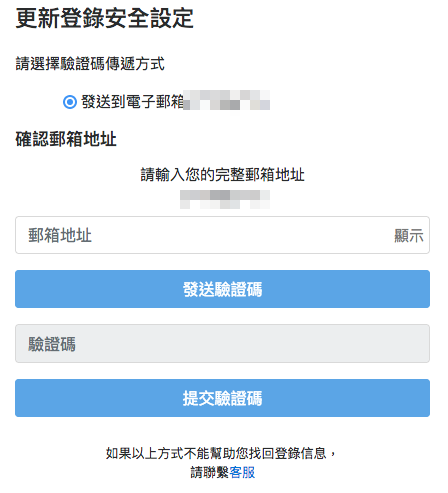 更新登錄安全設定
請選擇驗證碼傳遞方式
發送到電子郵箱
確認郵箱地址
請輸入您的完整郵箱地址
郵箱地址
顯示
發送驗證碼
驗證碼
提交驗證碼
如果以上方式不能幫助您找回登錄信息，
請聯繫客服